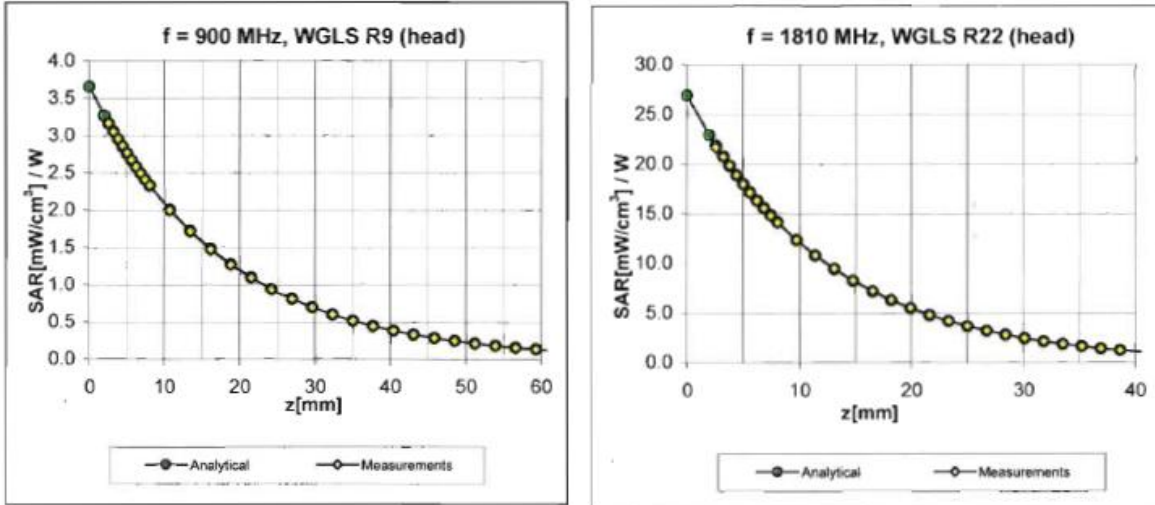 f = 900 MHz, WGLS R9 (head)
SAR[mW/cm³] / W
4.0
3.5
3.0
2.5
2.0
1.5
1.0
0.5
0.0
0 10 20 30 40 50 60
z[mm]
Analytical Measurements
f = 1810 MHz, WGLS R22 (head)
SAR[mW/cm³] / W
30.0
25.0
20.0
15.0
10.0
5.0
0.0
0 10 20 30 40
z[mm]
Analytical Measurements